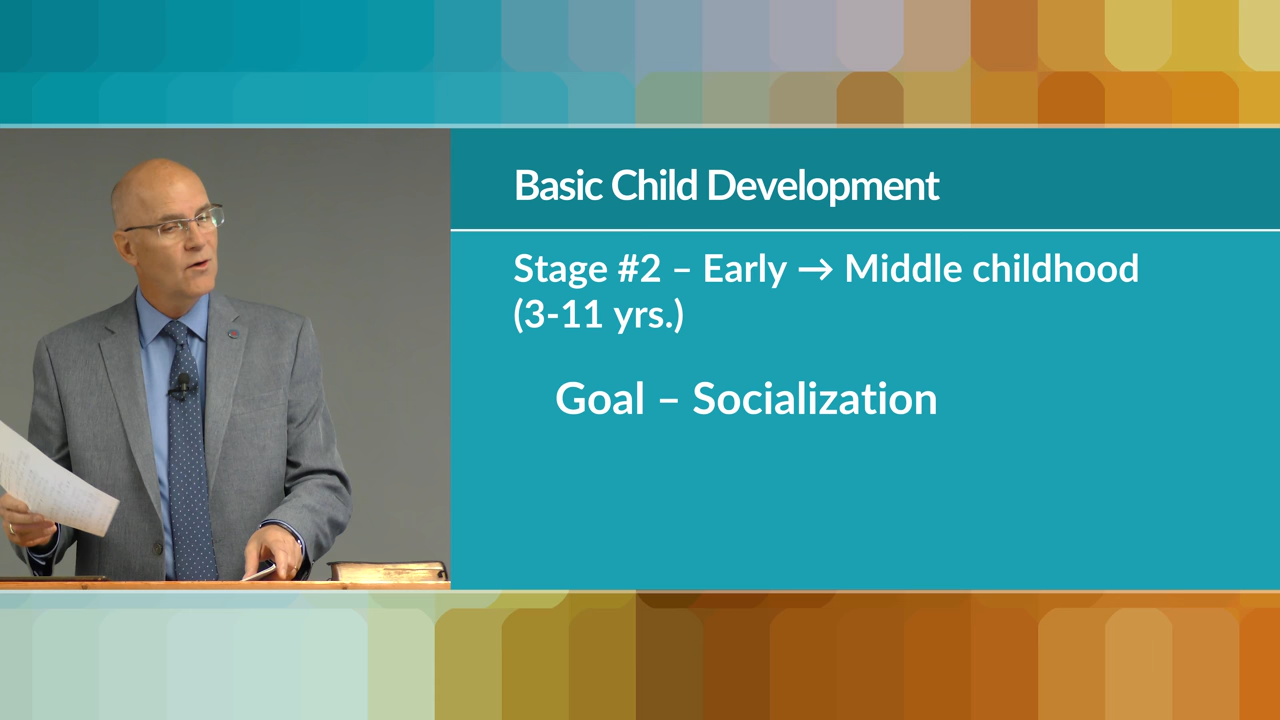 Basic Child Development
Stage #2 – Early → Middle childhood
(3-11 yrs.)
Goal – Socialization